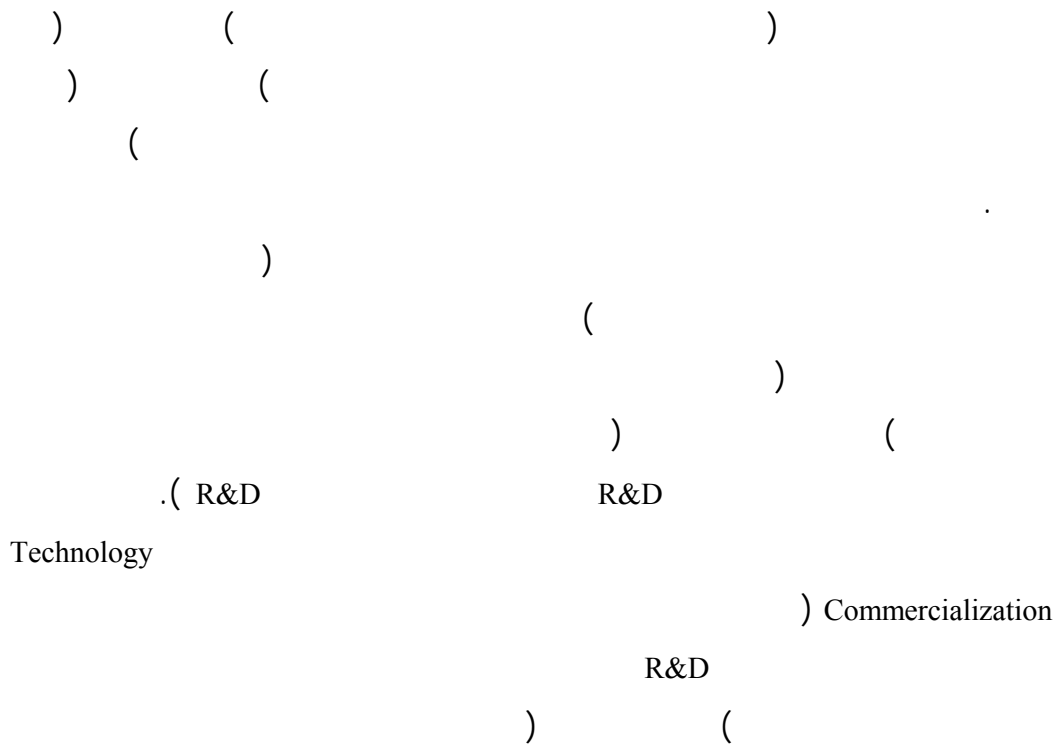 ) ( )
) (
(
.
)
(
)
) (
.( R&D R&D
Technology
) Commercialization
R&D
) (